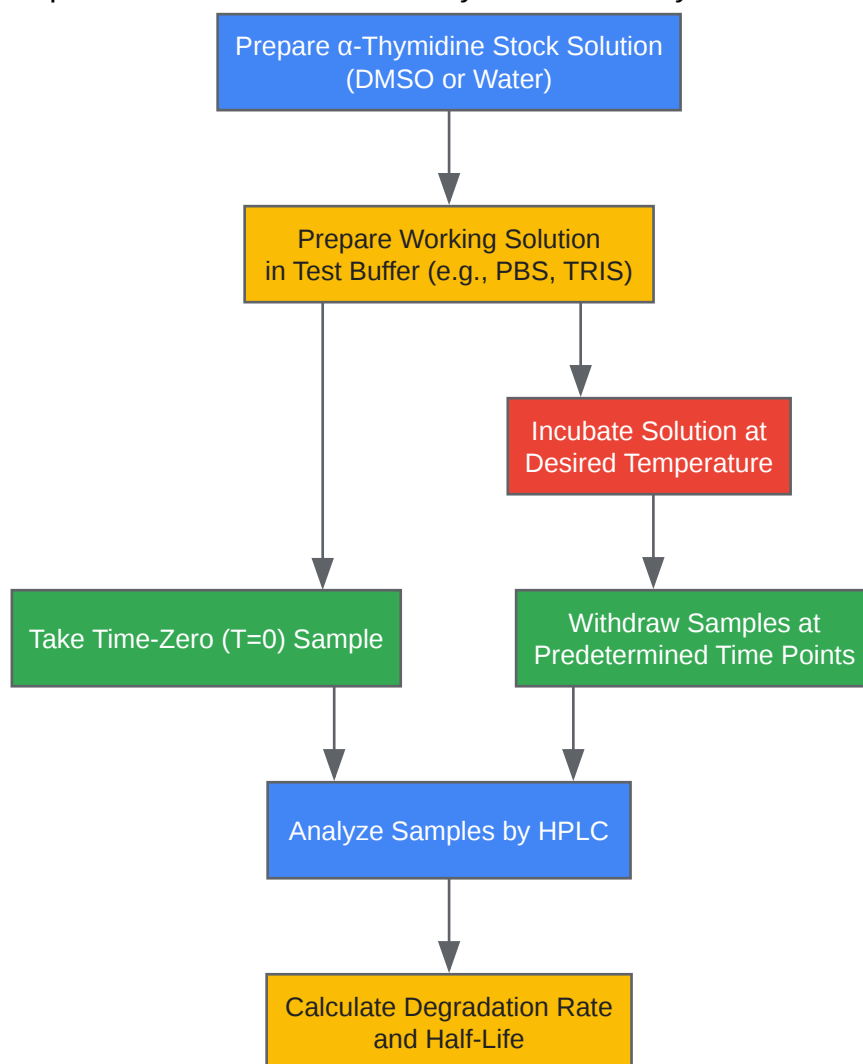 Prepare α-Thymidine Stock Solution
(DMSO or Water)
Prepare Working Solution
in Test Buffer (e.g., PBS, TRIS)
Incubate Solution at
Desired Temperature
Take Time-Zero (T=0) Sample
Withdraw Samples at
Predetermined Time Points
Analyze Samples by HPLC
Calculate Degradation Rate
and Half-Life